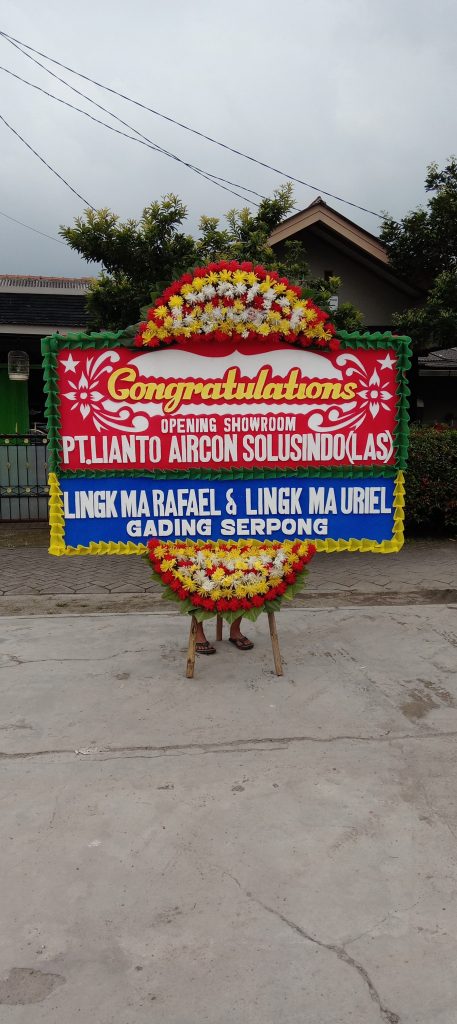 Congratulations
OPENING SHOWROOM
PT.LIANTO AIRCON SOLUSINDO(LAS)
LINGK MA RAFAEL & LINGK MA URIEL
GADING SERPONG